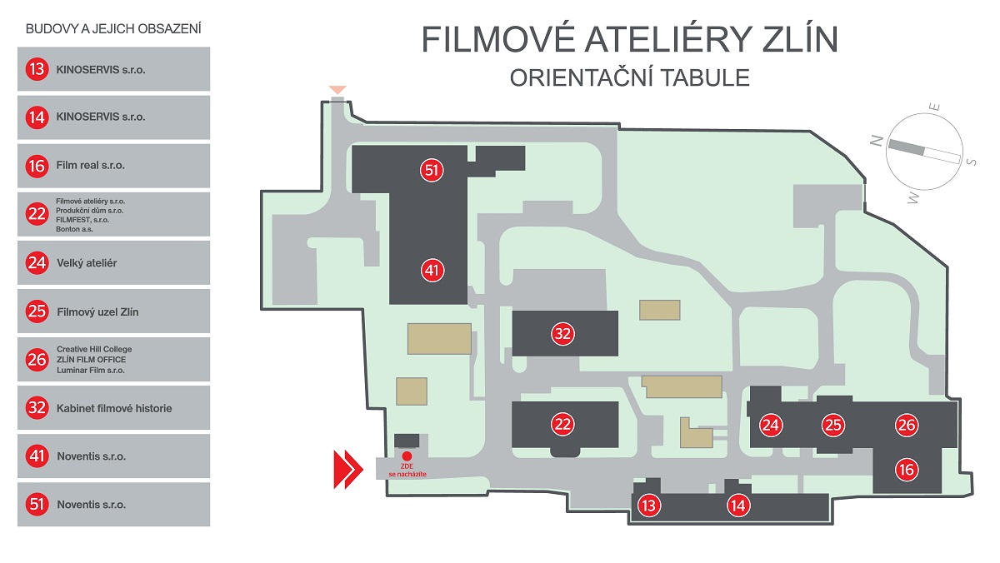 BUDOVY A JEJICH OBSAZENÍ
13 KINOSERVIS s.r.o.
14 KINOSERVIS s.r.o.
16 Film real s.r.o.
22
Filmové ateliéry s.r.o.
Produkční dům s.r.o.
FILMFEST, s.r.o.
Bonton a.s.
24 Velký ateliér
25 Filmový uzel Zlín
26
Creative Hill College
ZLÍN FILM OFFICE
Luminar Film s.r.o.
32 Kabinet filmové historie
41 Noventis s.r.o.
51 Noventis s.r.o.
FILMOVÉ ATELIÉRY ZLÍN
ORIENTAČNÍ TABULE
E
N
S
W
51
41
32
22
24
25
26
16
13
14
ZDE
se nacházíte